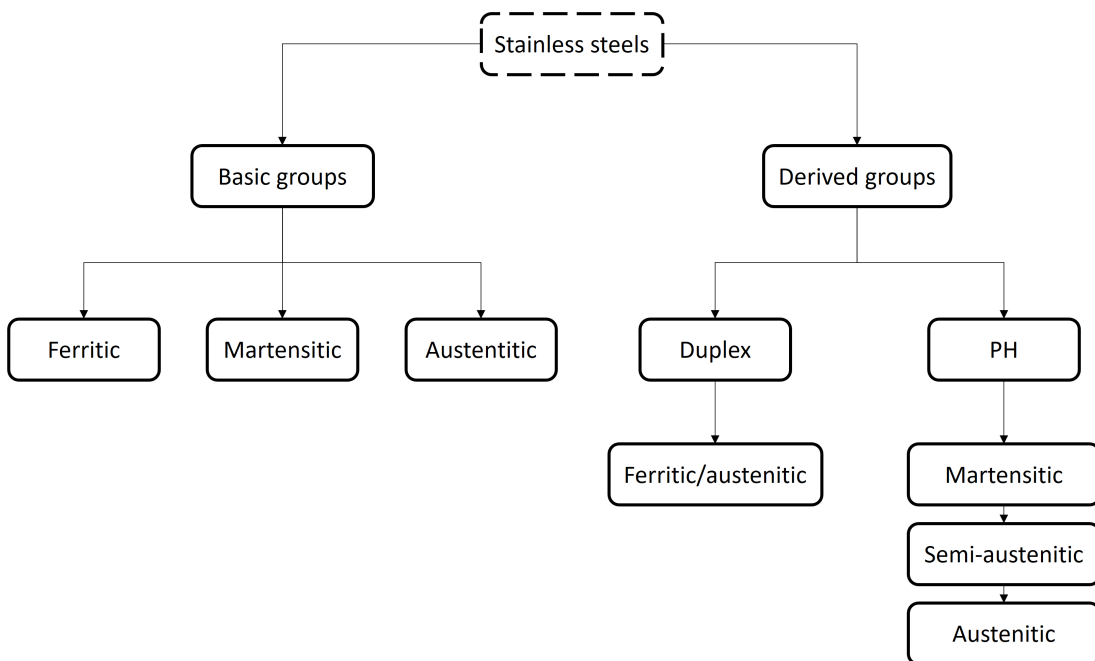 Stainless steels
Basic groups
Derived groups
Ferritic
Martensitic
Austentitic
Duplex
PH
Ferritic/austenitic
Martensitic
Semi-austenitic
Austenitic